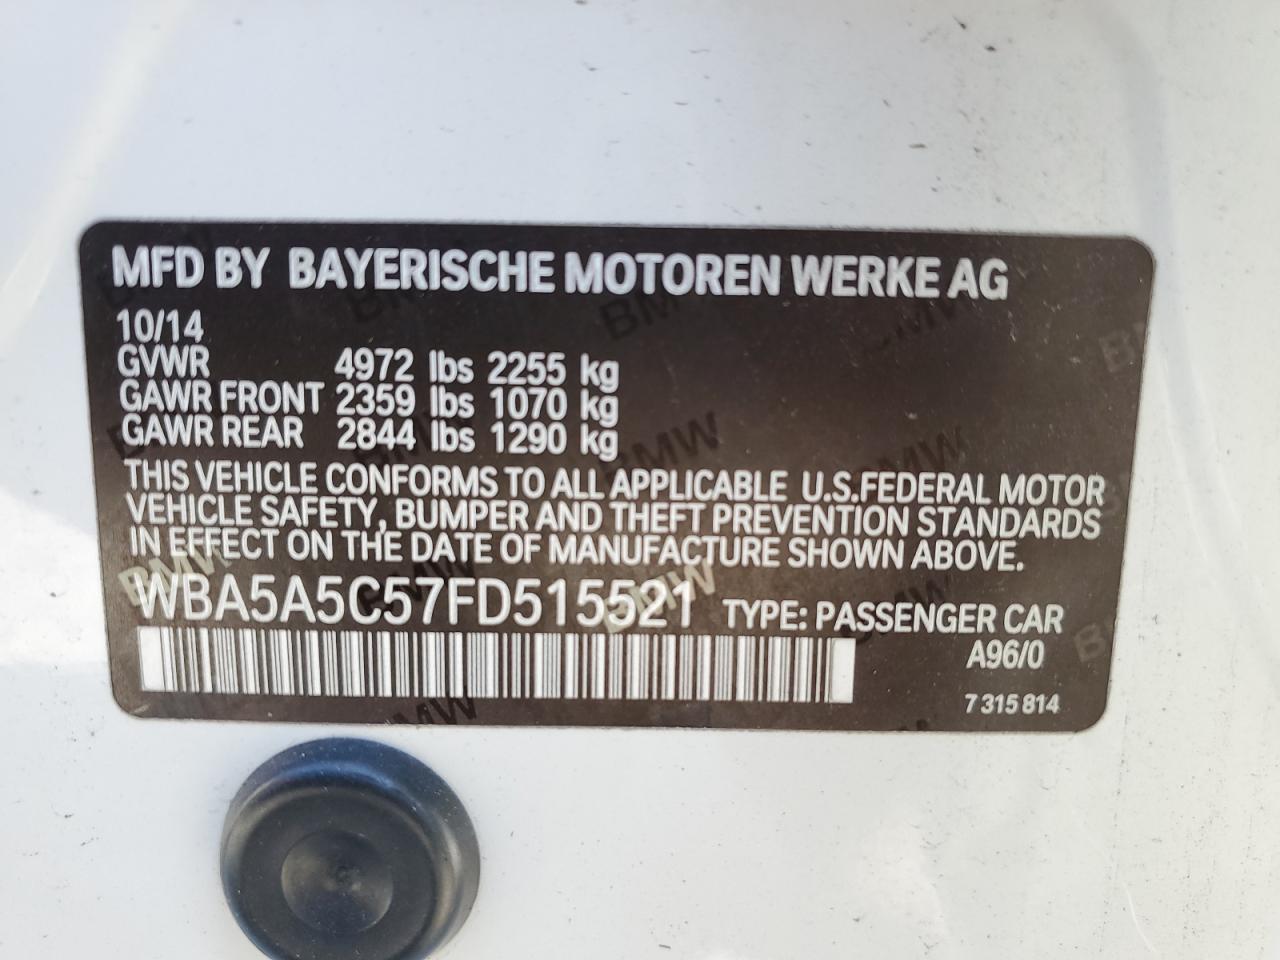 MFD BY BAYERISCHE MOTOREN WERKE AG
10/14
GVWR 4972 lbs 2255 kg
GAWR FRONT 2359 lbs 1070 kg
GAWR REAR 2844 lbs 1290 kg
THIS VEHICLE CONFORMS TO ALL APPLICABLE U.S.FEDERAL MOTOR
VEHICLE SAFETY, BUMPER AND THEFT PREVENTION STANDARDS
IN EFFECT ON THE DATE OF MANUFACTURE SHOWN ABOVE.
WBA5A5C57FD515521 TYPE: PASSENGER CAR
A96/0
7 315 814